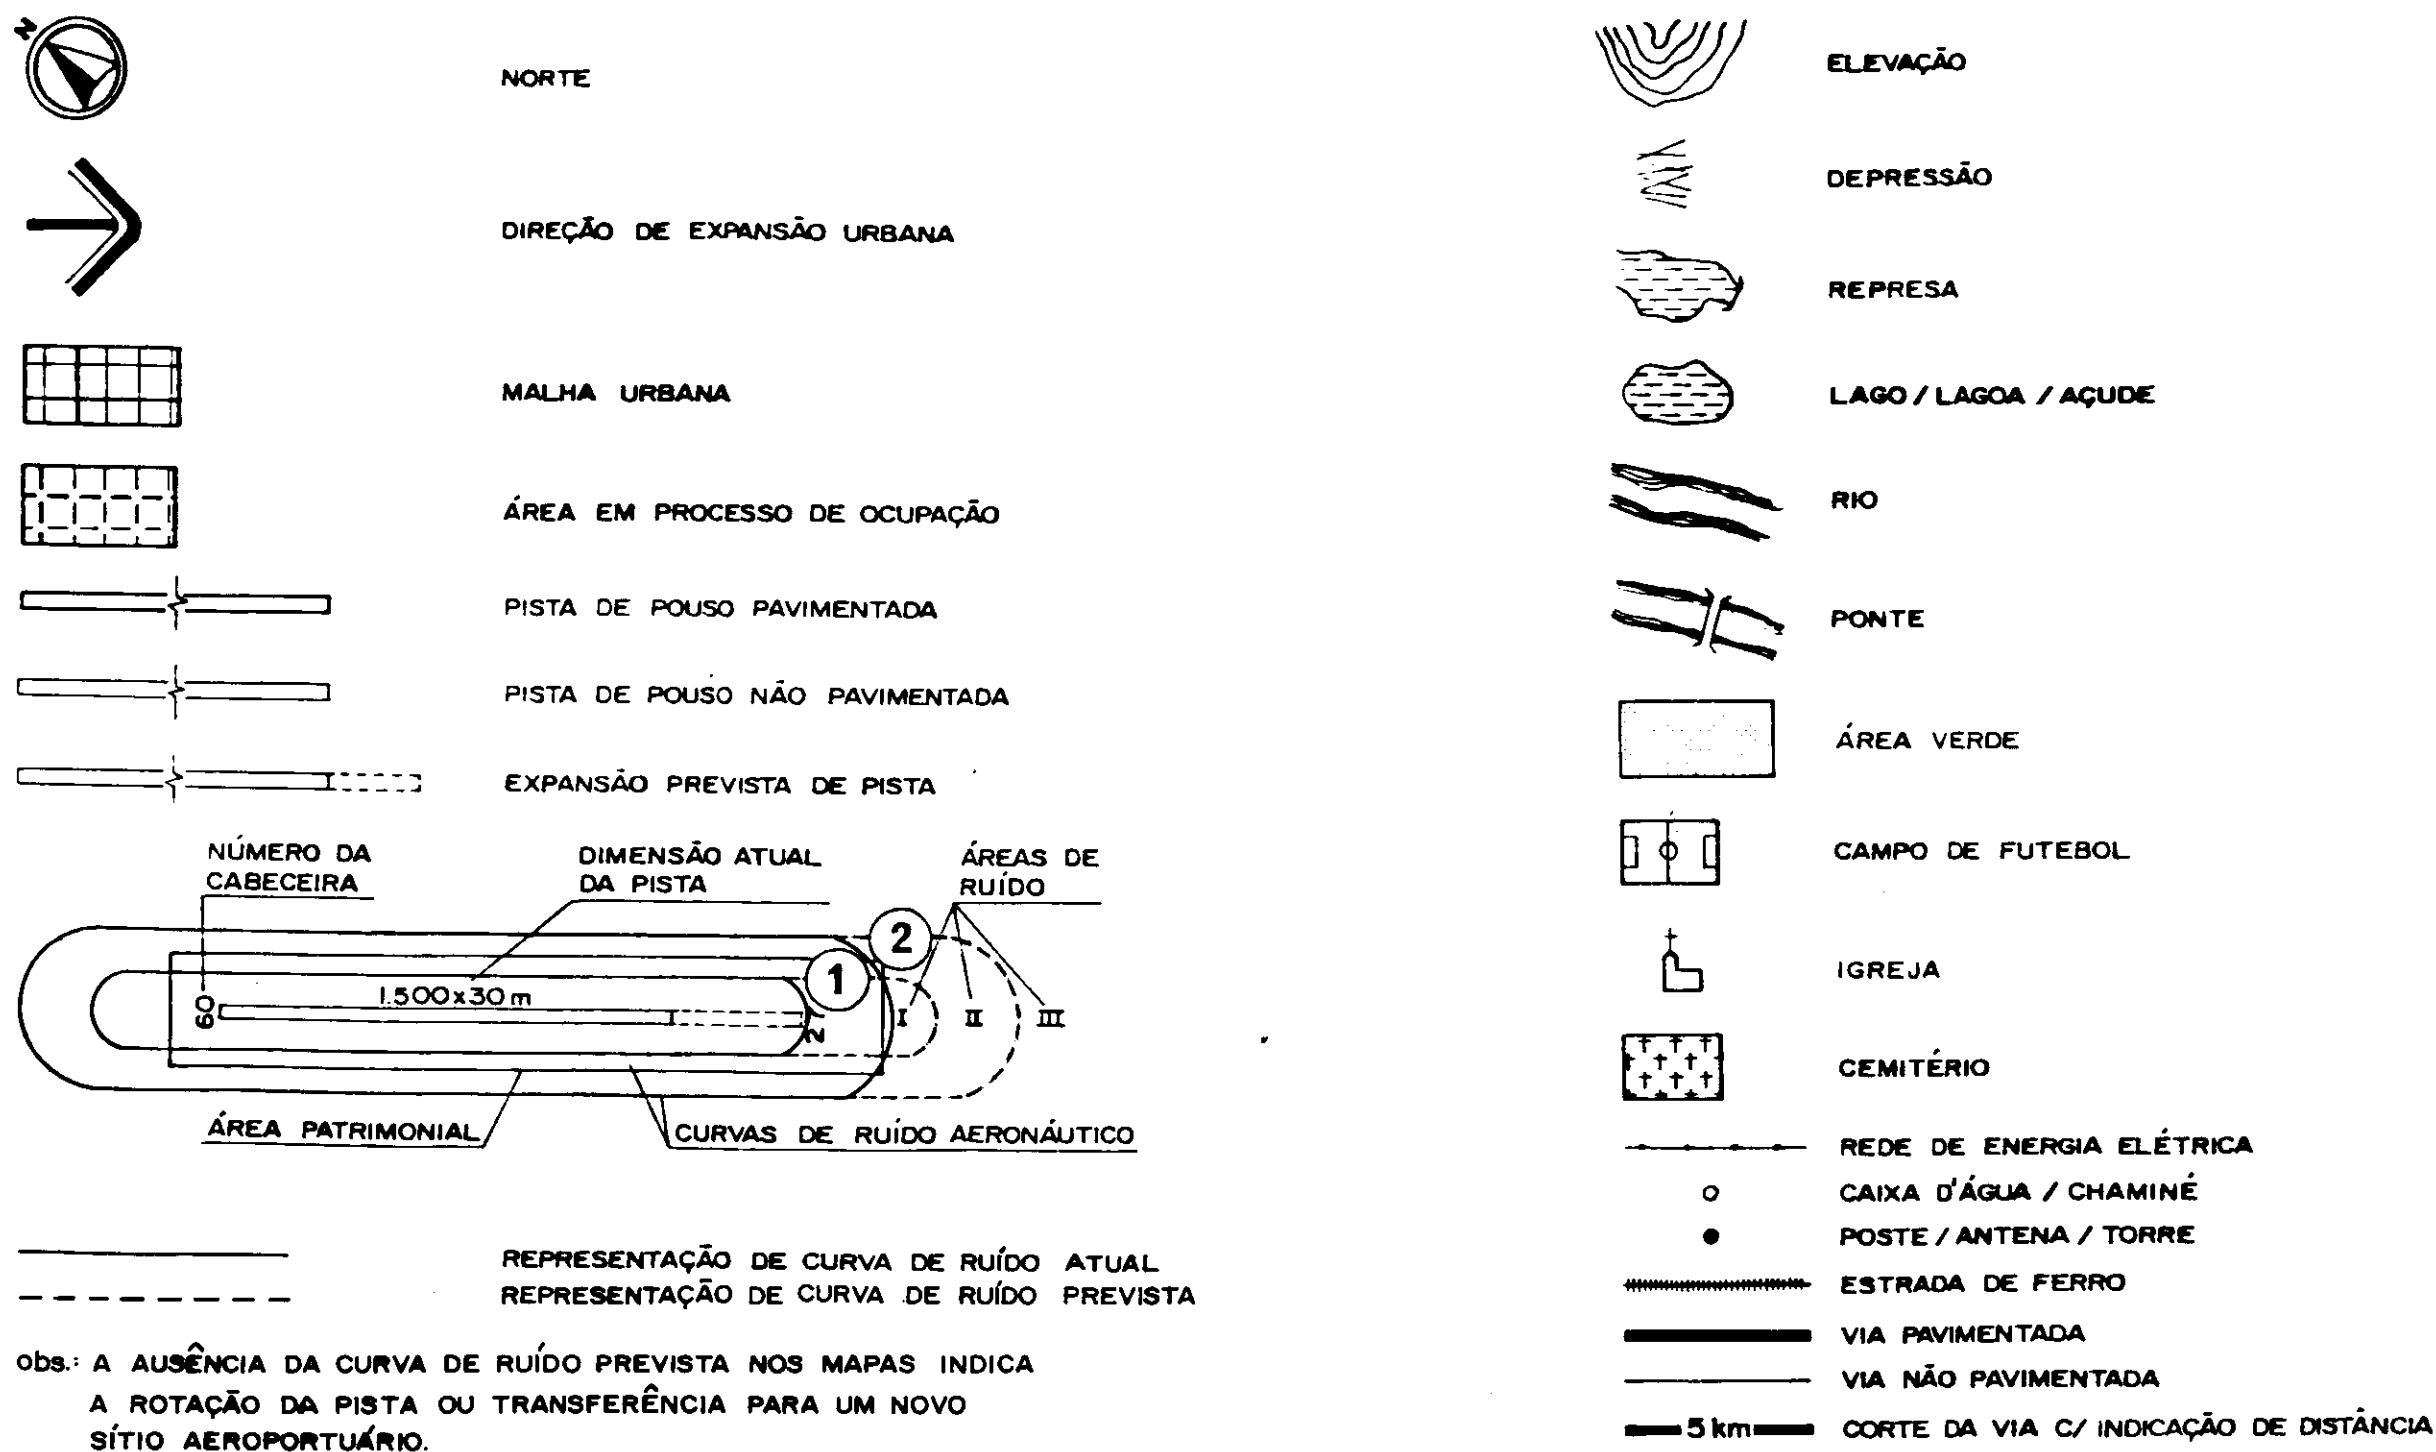 N
NORTE
DIREÇÃO DE EXPANSÃO URBANA
MALHA URBANA
ÁREA EM PROCESSO DE OCUPAÇÃO
PISTA DE POUSO PAVIMENTADA
PISTA DE POUSO NÃO PAVIMENTADA
EXPANSÃO PREVISTA DE PISTA
NÚMERO DA
CABECEIRA
DIMENSÃO ATUAL
DA PISTA
ÁREAS DE
RUÍDO
2
1
1.500x30m
09
27
I
II
III
ÁREA PATRIMONIAL
CURVAS DE RUÍDO AERONÁUTICO
REPRESENTAÇÃO DE CURVA DE RUÍDO ATUAL
REPRESENTAÇÃO DE CURVA DE RUÍDO PREVISTA
obs.: A AUSÊNCIA DA CURVA DE RUÍDO PREVISTA NOS MAPAS INDICA
A ROTAÇÃO DA PISTA OU TRANSFERÊNCIA PARA UM NOVO
SÍTIO AEROPORTUÁRIO.
ELEVAÇÃO
DEPRESSÃO
REPRESA
LAGO / LAGOA / AÇUDE
RIO
PONTE
ÁREA VERDE
CAMPO DE FUTEBOL
IGREJA
CEMITÉRIO
REDE DE ENERGIA ELÉTRICA
CAIXA D'ÁGUA / CHAMINÉ
POSTE / ANTENA / TORRE
ESTRADA DE FERRO
VIA PAVIMENTADA
VIA NÃO PAVIMENTADA
5 km
CORTE DA VIA C/ INDICAÇÃO DE DISTÂNCIA